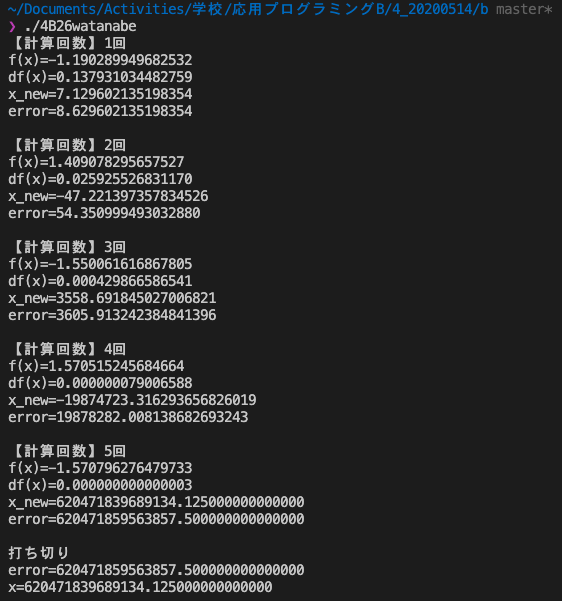 ~/Documents/Activities/学校/応用プログラミングB/4_20200514/b master*
❯ ./4B26watanabe
【計算回数】1回
f(x)=-1.190289949682532
df(x)=0.137931034482759
x_new=7.129602135198354
error=8.629602135198354
【計算回数】2回
f(x)=1.409078295657527
df(x)=0.025925526831170
x_new=-47.221397357834526
error=54.350999493032880
【計算回数】3回
f(x)=-1.550061616867805
df(x)=0.000429866586541
x_new=3558.691845027006821
error=3605.913242384841396
【計算回数】4回
f(x)=1.570515245684664
df(x)=0.000000079006588
x_new=-19874723.316293656826019
error=19878282.008138682693243
【計算回数】5回
f(x)=-1.570796276479733
df(x)=0.000000000000003
x_new=620471839689134.125000000000000
error=620471859563857.500000000000000
打ち切り
error=620471859563857.500000000000000
x=620471839689134.125000000000000